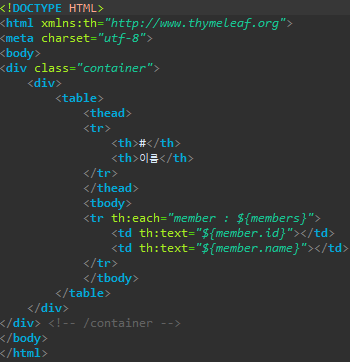 <!DOCTYPE HTML>
<html xmlns:th="http://www.thymeleaf.org">
<meta charset="utf-8">
<body>
<div class="container">
    <div>
        <table>
            <thead>
            <tr>
                <th>#</th>
                <th>이름</th>
            </tr>
            </thead>
            <tbody>
            <tr th:each="member : ${members}">
                <td th:text="${member.id}"></td>
                <td th:text="${member.name}"></td>
            </tr>
            </tbody>
        </table>
    </div>
</div> <!-- /container -->
</body>
</html>